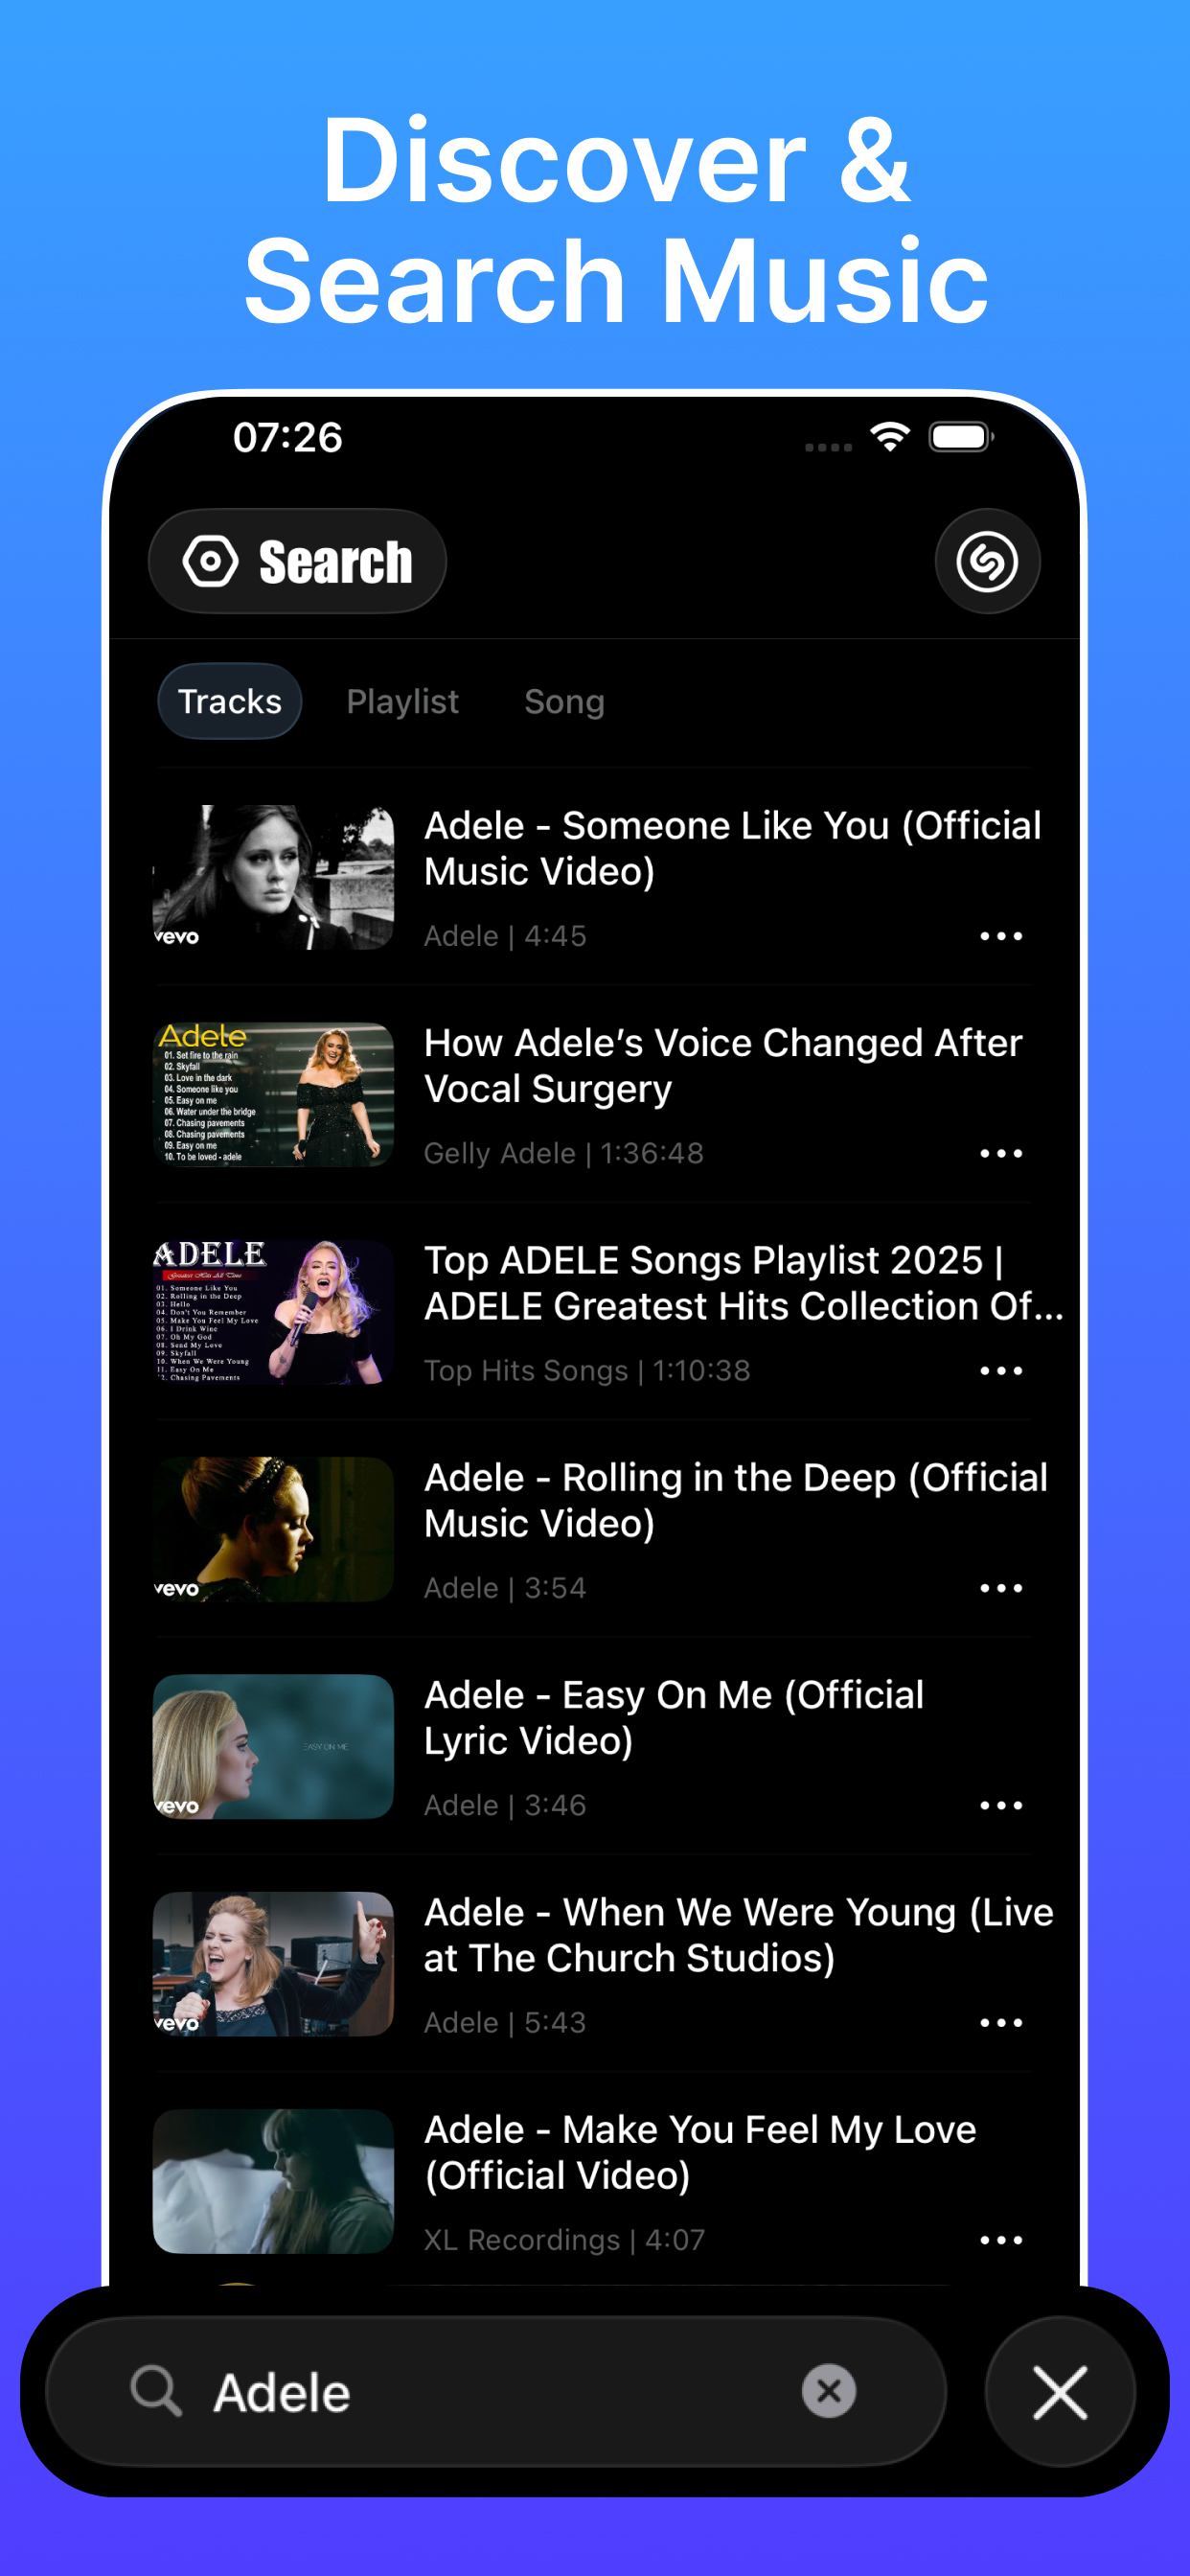 Discover &
Search Music
07:26
Search
Tracks
Playlist
Song
Adele - Someone Like You (Official
Music Video)
Adele | 4:45
vevo
How Adele’s Voice Changed After
Vocal Surgery
Gelly Adele | 1:36:48
Adele
01. Set fire to the rain
02. Skyfall
03. Love in the dark
04. Someone like you
05. Easy on me
06. Water under the bridge
07. Chasing pavements
08. Chasing pavements
09. Easy on me
10. To be loved - adele
Top ADELE Songs Playlist 2025 |
ADELE Greatest Hits Collection Of...
Top Hits Songs | 1:10:38
ADELE
Greatest Hits All Time
01. Someone Like You
02. Rolling in the Deep
03. Hello
04. Don't You Remember
05. Make You Feel My Love
06. I Drink Wine
07. Oh My God
08. Send My Love
09. Skyfall
10. When We Were Young
11. Easy On Me
2. Chasing Pavements
Adele - Rolling in the Deep (Official
Music Video)
Adele | 3:54
vevo
Adele - Easy On Me (Official
Lyric Video)
Adele | 3:46
EASY ON ME
vevo
Adele - When We Were Young (Live
at The Church Studios)
Adele | 5:43
vevo
Adele - Make You Feel My Love
(Official Video)
XL Recordings | 4:07
Adele